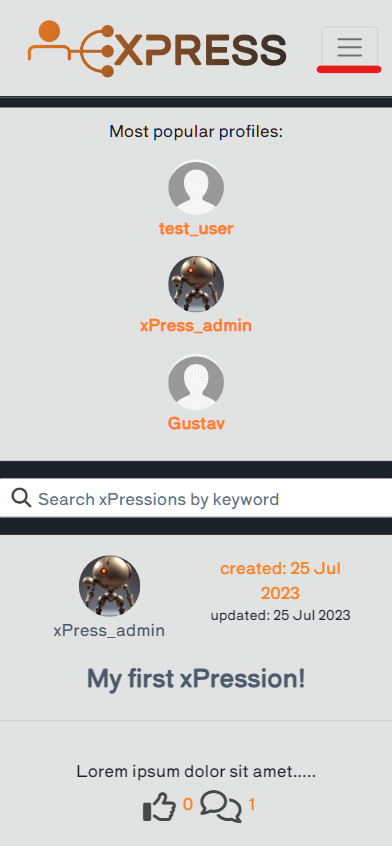 XPRESS
Most popular profiles:
test_user
xPress_admin
Gustav
Search xPressions by keyword
created: 25 Jul
2023
updated: 25 Jul 2023
xPress_admin
My first xPression!
Lorem ipsum dolor sit amet.....
0 1